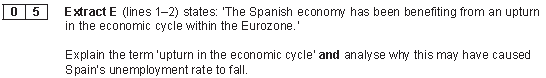 0 5 Extract E (lines 1–2) states: 'The Spanish economy has been benefiting from an upturn
in the economic cycle within the Eurozone.'
Explain the term 'upturn in the economic cycle' and analyse why this may have caused
Spain's unemployment rate to fall.